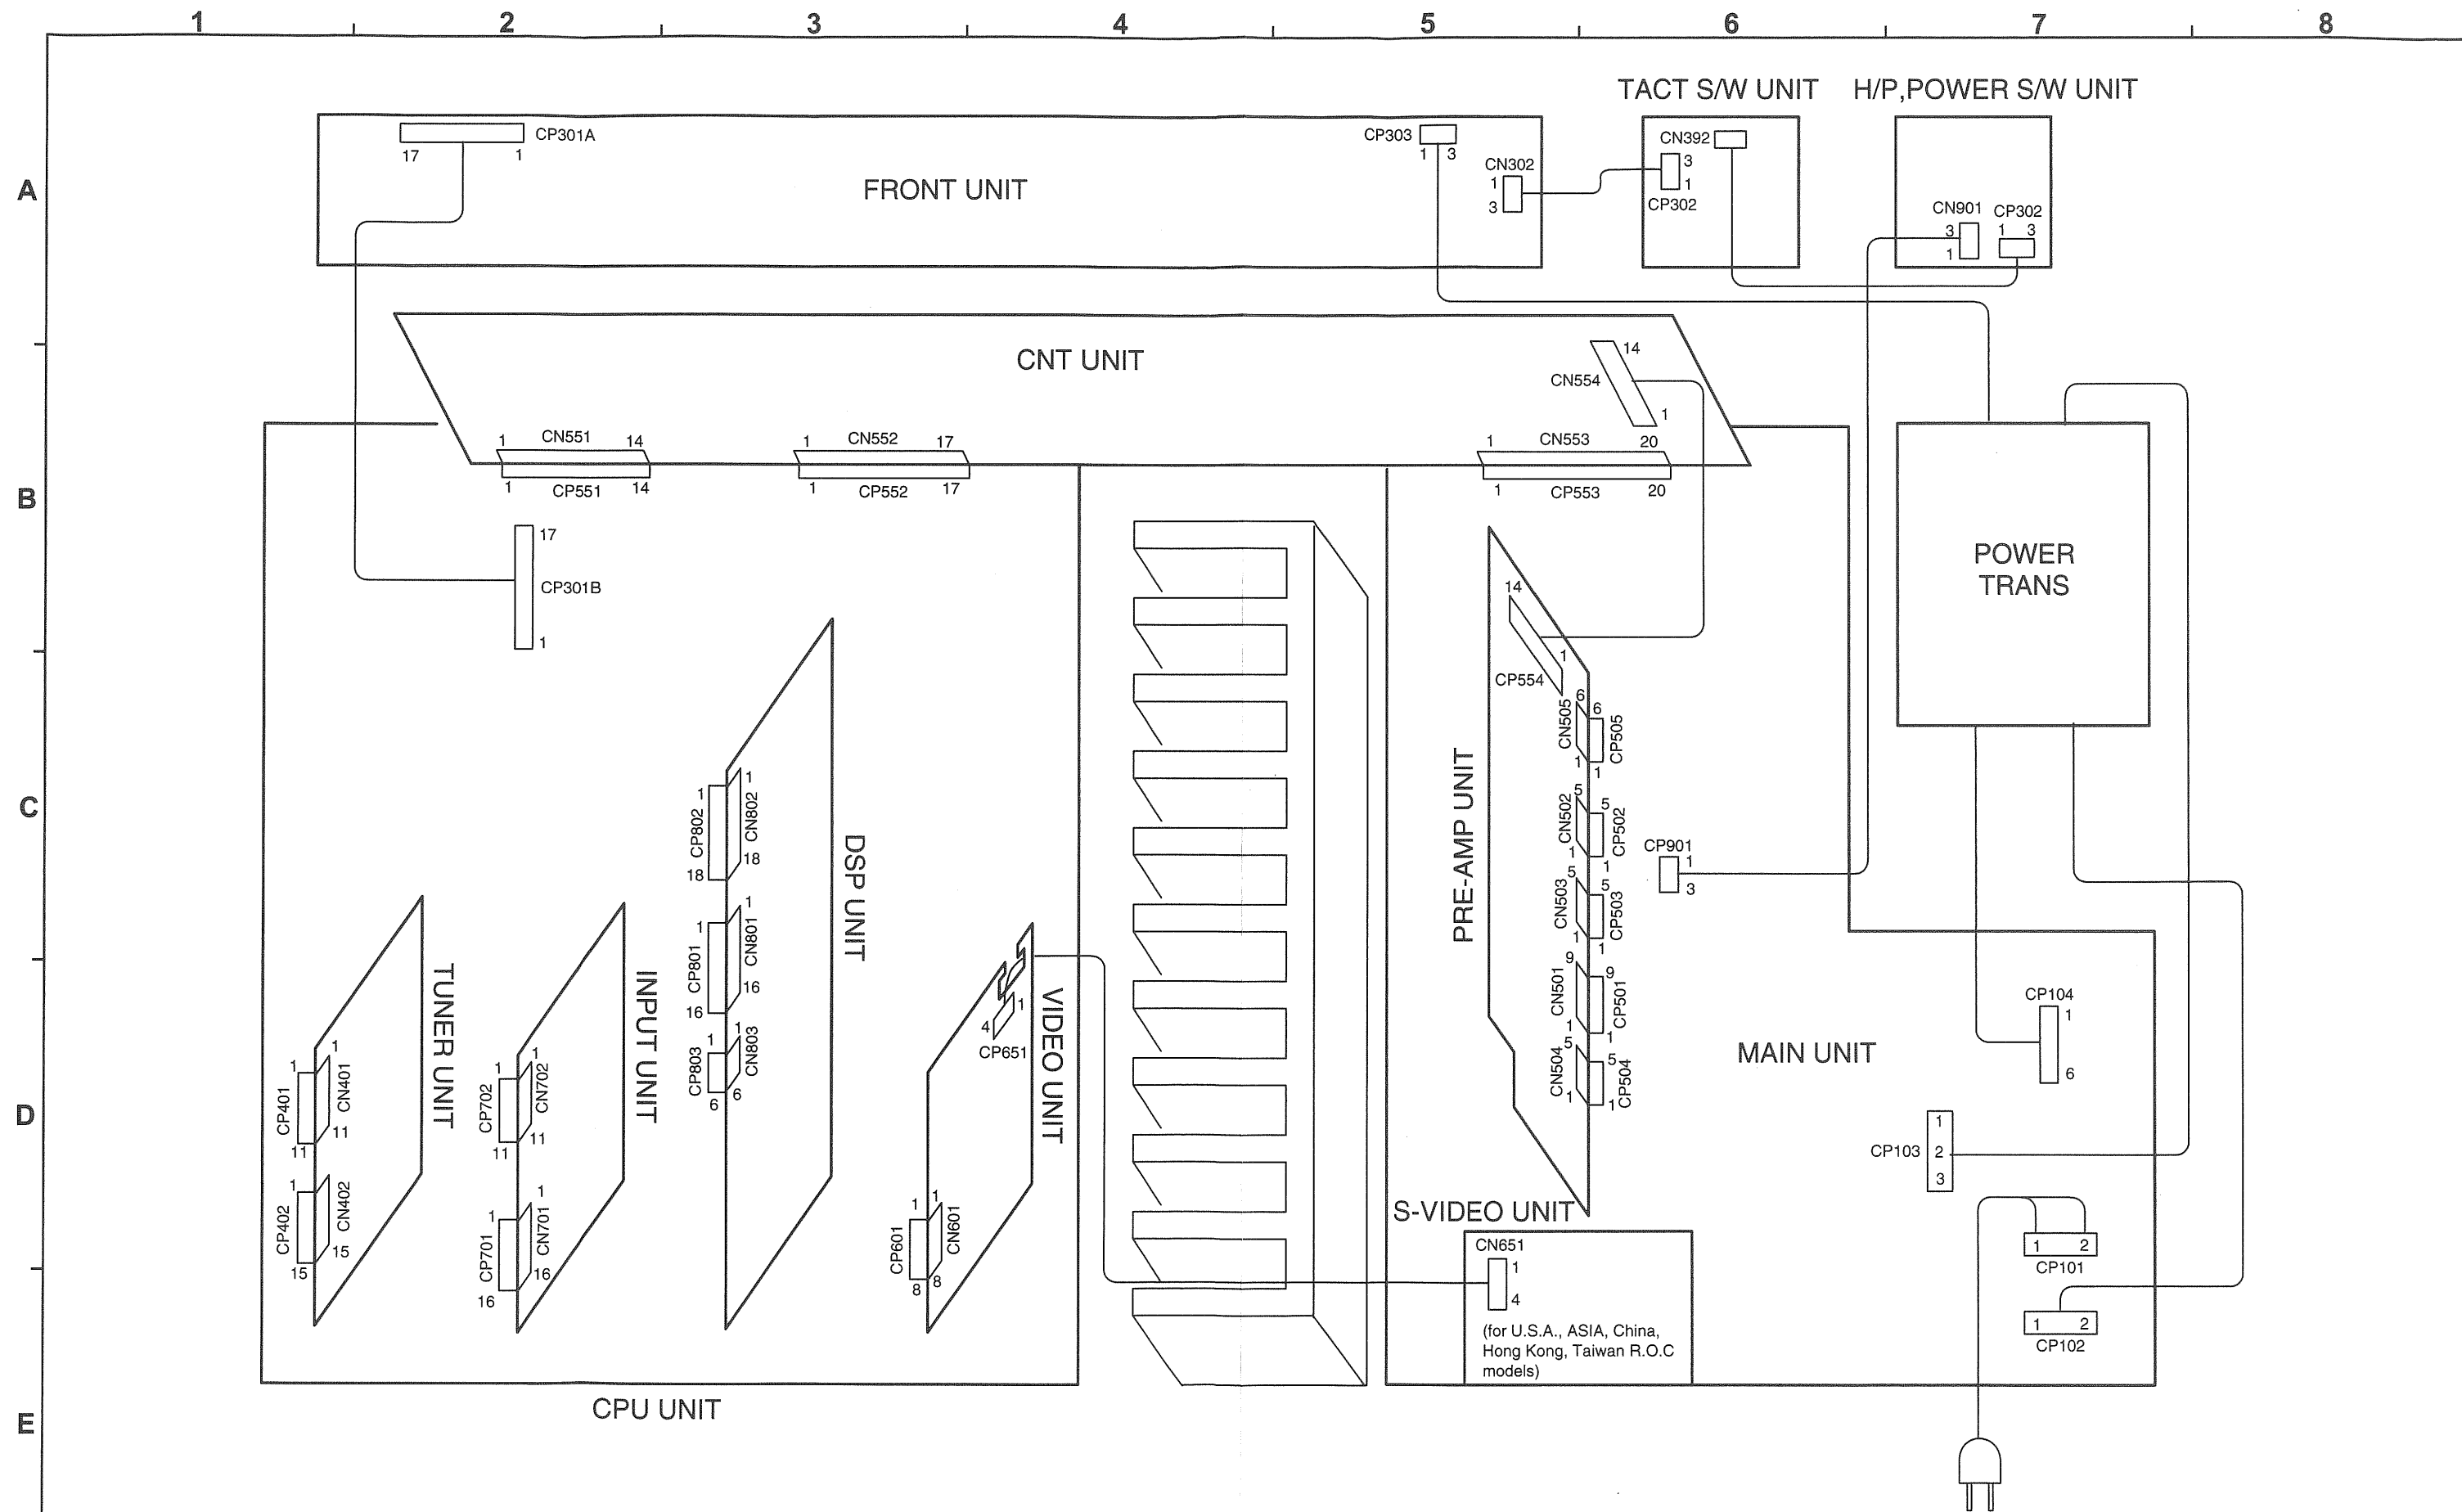 1 2 3 4 5 6 7 8
A
B
C
D
E
TACT S/W UNIT
H/P,POWER S/W UNIT
CP301A
17 1
FRONT UNIT
CP303
1 3
CN302
1
3
CN392
3
1
CP302
CN901
3
1
CP302
1 3
CNT UNIT
14
CN554
1
1 CN551 14
1 CN552 17
1 CN553 20
1 CP551 14
1 CP552 17
1 CP553 20
17
CP301B
1
POWER
TRANS
14
1
CP554
PRE-AMP UNIT
6
6
CN505
CP505
1
1
5
5
CN502
CP502
1
1
5
5
CN503
CP503
1
1
9
9
CN501
CP501
1
1
5
5
CN504
CP504
1
1
CP901
1
3
DSP UNIT
1
1
CP802
CN802
18
18
1
1
CP801
CN801
16
16
1
1
CP803
CN803
6
6
TUNER UNIT
1
1
CP401
CN401
11
11
1
CP402
CN402
15
15
INPUT UNIT
1
1
CP702
CN702
11
11
1
1
CP701
CN701
16
16
VIDEO UNIT
1
4
CP651
1
1
CP601
CN601
8
8
MAIN UNIT
CP104
1
6
CP103
1
2
3
1 2
CP101
1 2
CP102
S-VIDEO UNIT
CN651
1
4
(for U.S.A., ASIA, China,
Hong Kong, Taiwan R.O.C
models)
CPU UNIT